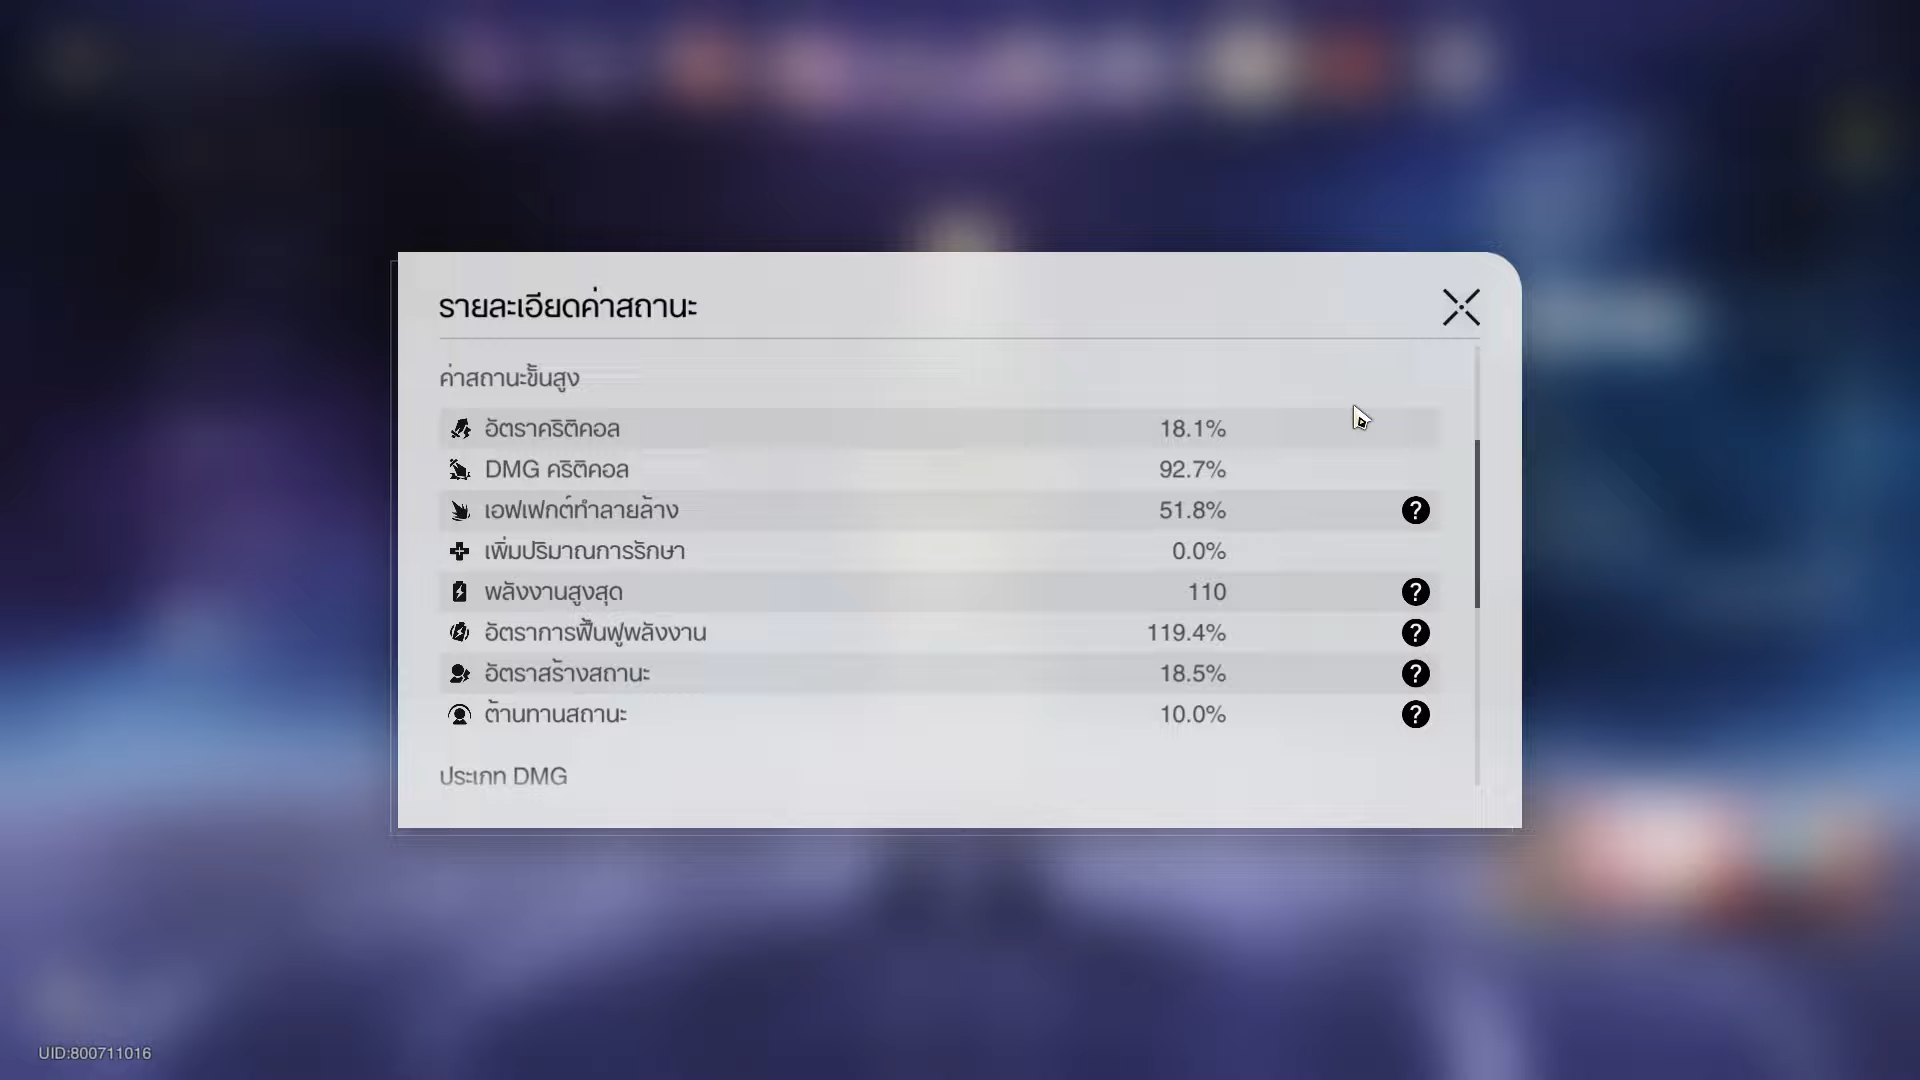 รายละเอียดค่าสถานะ
ค่าสถานะขั้นสูง
อัตราคริติคอล 18.1%
DMG คริติคอล 92.7%
เอฟเฟกต์ทำลายล้าง 51.8% ?
เพิ่มปริมาณการรักษา 0.0%
พลังงานสูงสุด 110 ?
อัตราการฟื้นฟูพลังงาน 119.4% ?
อัตราสร้างสถานะ 18.5% ?
ต้านทานสถานะ 10.0% ?
ประเภท DMG
UID:800711016